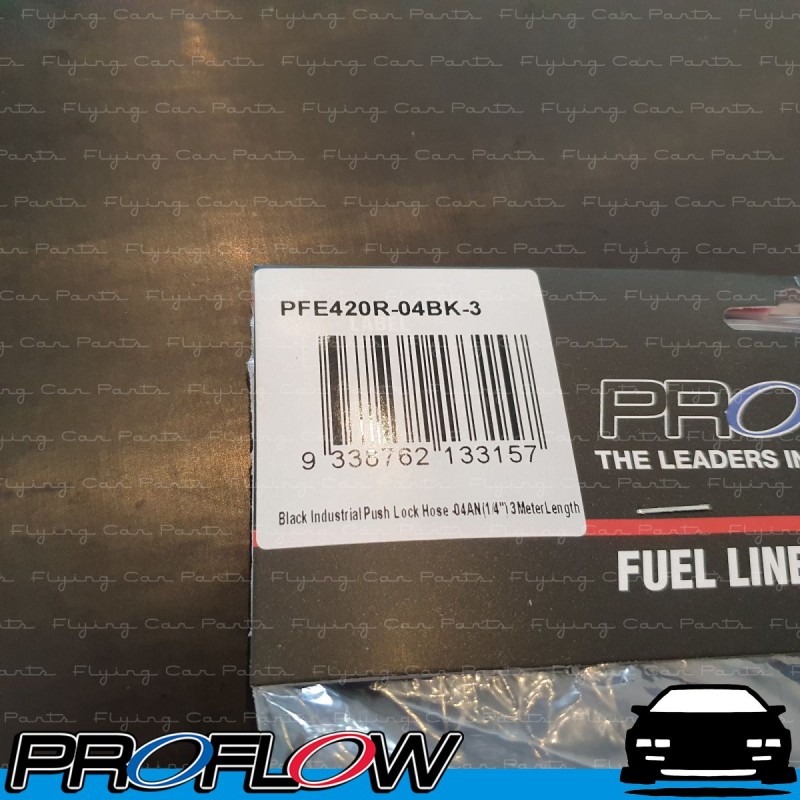 Flying Car Parts
PFE420R-04BK-3
LABEL
9 338762 133157
Black Industrial Push Lock Hose -04AN (1/4") 3 Meter Length
PRO
THE LEADERS IN
FUEL LINE
PROFLOW